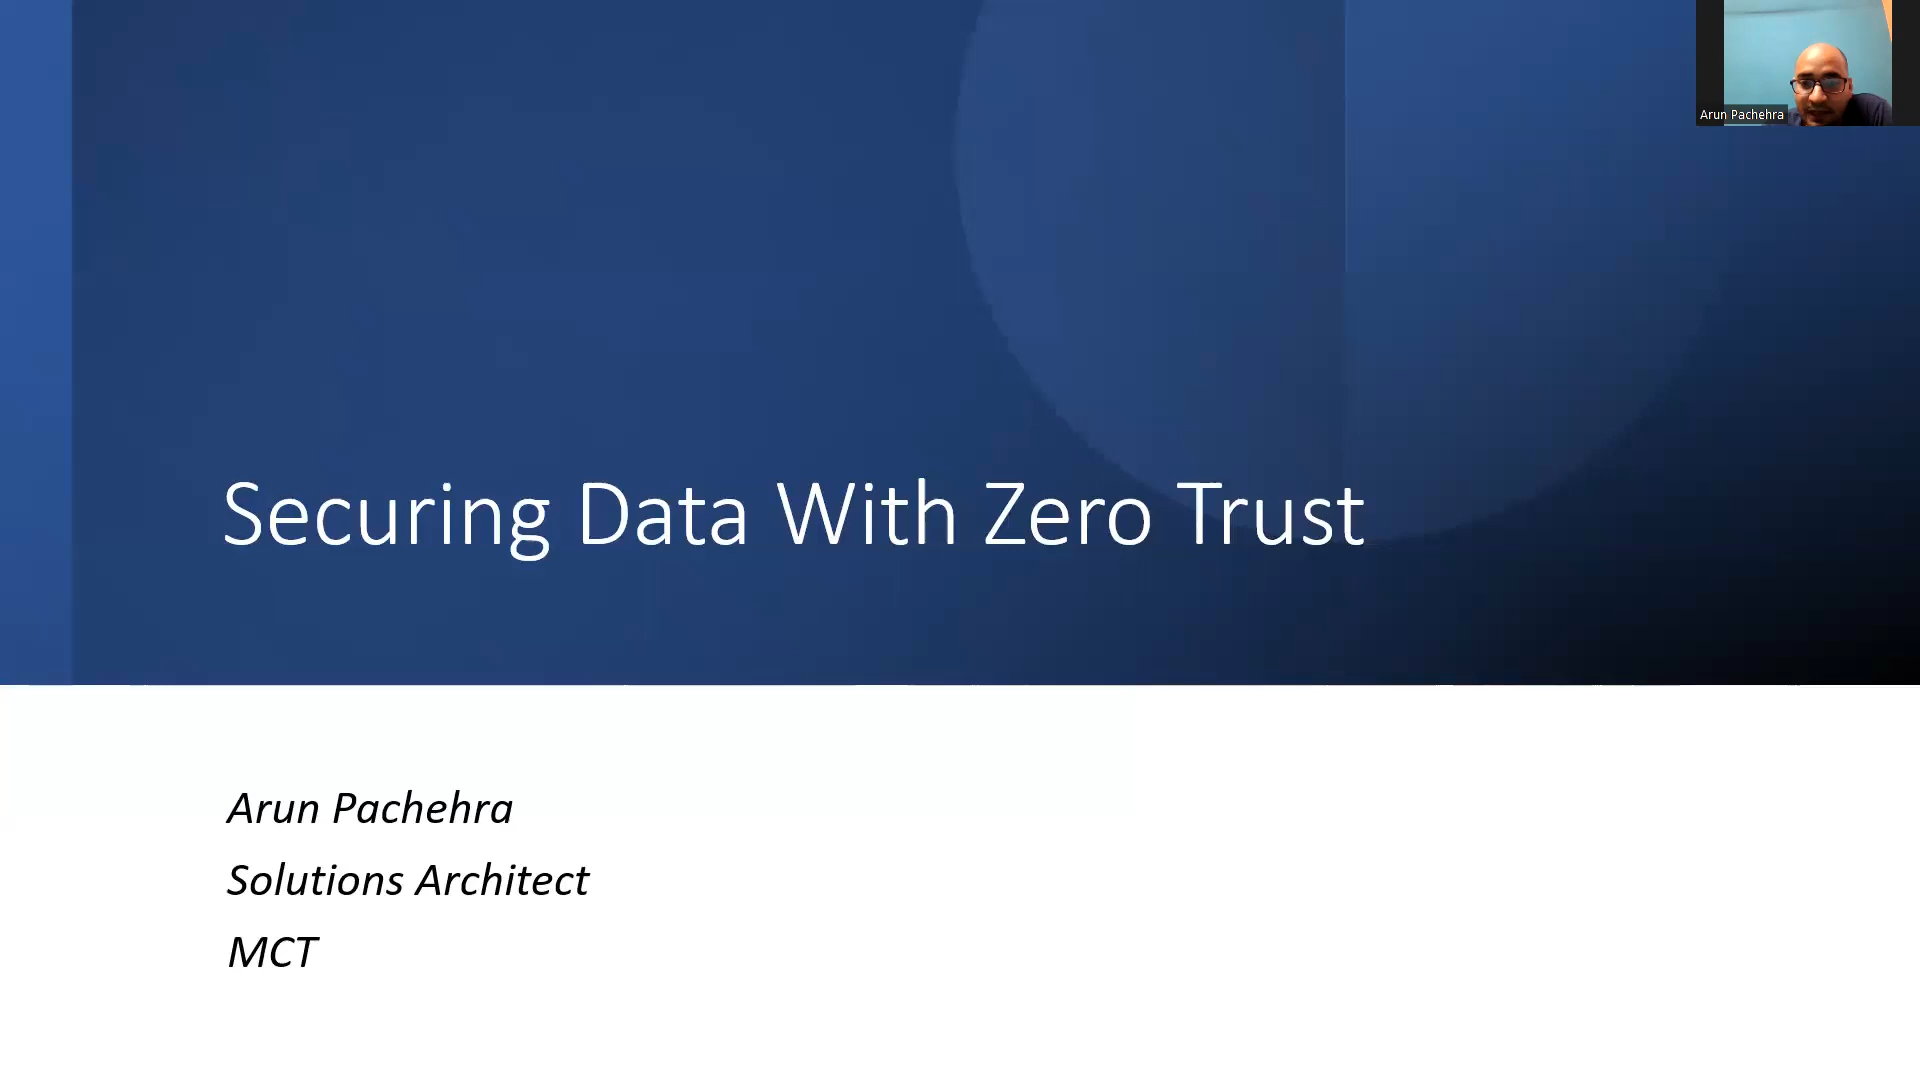 Arun Pachehra
Securing Data With Zero Trust
Arun Pachehra
Solutions Architect
MCT